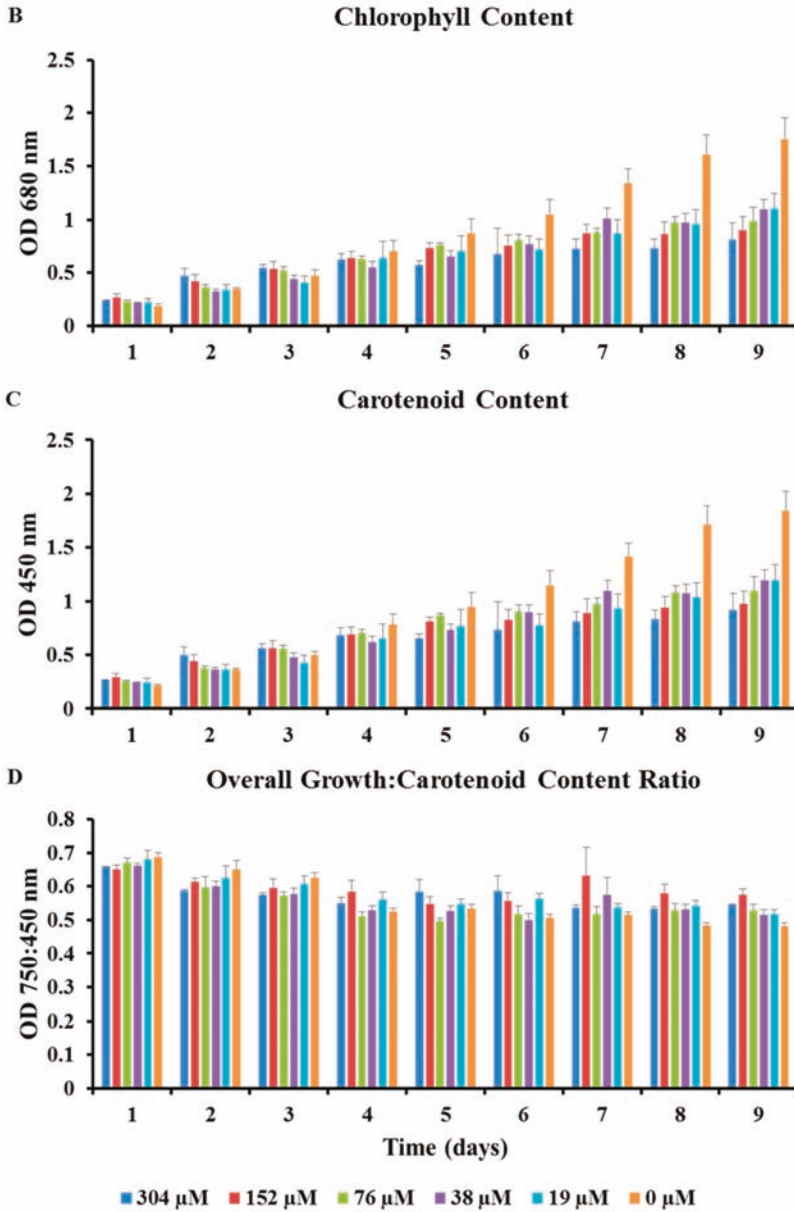 B
Chlorophyll Content
2.5
2
1.5
1
0.5
0
OD 680 nm
1 2 3 4 5 6 7 8 9
C
Carotenoid Content
2.5
2
1.5
1
0.5
0
OD 450 nm
1 2 3 4 5 6 7 8 9
D
Overall Growth:Carotenoid Content Ratio
0.8
0.7
0.6
0.5
0.4
0.3
0.2
0.1
0
OD 750:450 nm
1 2 3 4 5 6 7 8 9
Time (days)
304 µM 152 µM 76 µM 38 µM 19 µM 0 µM